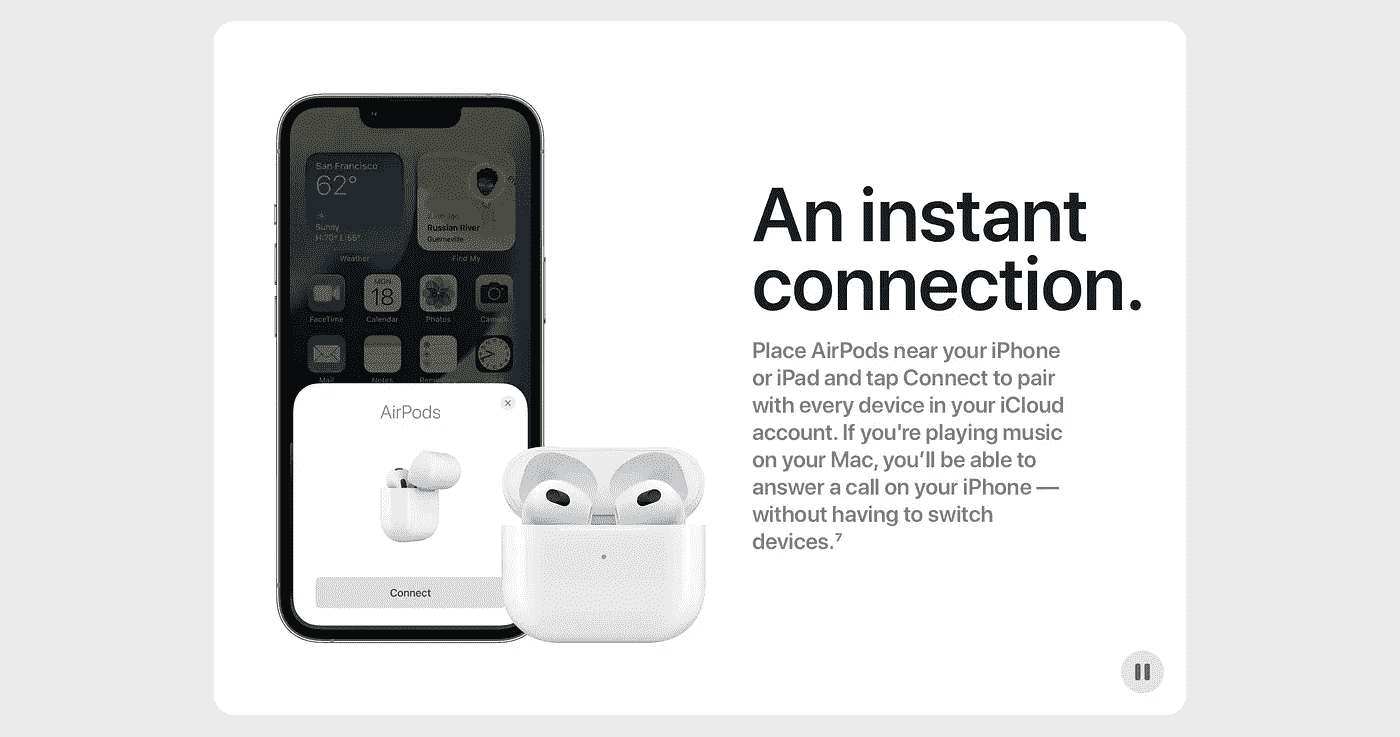 San Francisco
62°
Sunny
H:70° L:55°
Weather
Russian River
Guerneville
Find My
MON
18
FaceTime
Calendar
Photos
Camera
Mail
Notes
AirPods
Connect
An instant
connection.
Place AirPods near your iPhone
or iPad and tap Connect to pair
with every device in your iCloud
account. If you're playing music
on your Mac, you’ll be able to
answer a call on your iPhone —
without having to switch
devices.⁷